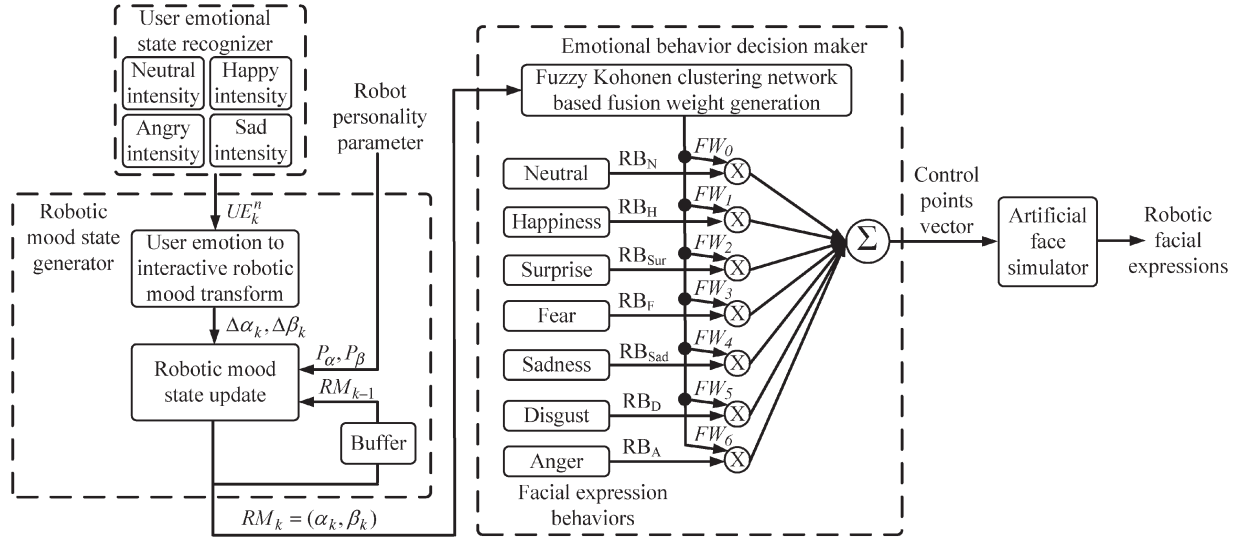 User emotional
state recognizer
Neutral
intensity
Happy
intensity
Angry
intensity
Sad
intensity
Robot
personality
parameter
Robotic
mood state
generator
UE_k^n
User emotion to
interactive robotic
mood transform
Δα_k, Δβ_k
P_α, P_β
Robotic mood
state update
RM_{k–1}
Buffer
RM_k = (α_k, β_k)
Emotional behavior decision maker
Fuzzy Kohonen clustering network
based fusion weight generation
Neutral
RB_N
FW_0
X
Happiness
RB_H
FW_1
X
Surprise
RB_Sur
FW_2
X
Fear
RB_F
FW_3
X
Sadness
RB_Sad
FW_4
X
Disgust
RB_D
FW_5
X
Anger
RB_A
FW_6
X
Facial expression
behaviors
Σ
Control
points
vector
Artificial
face
simulator
Robotic
facial
expressions